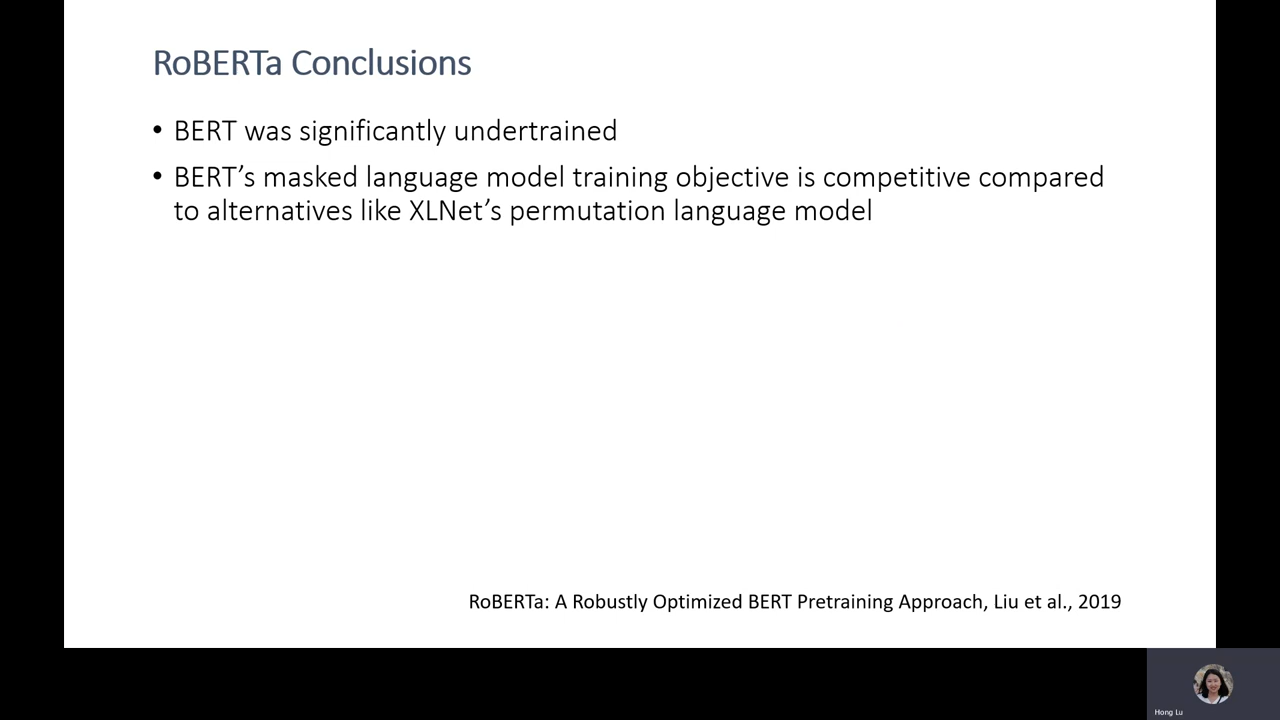 RoBERTa Conclusions
• BERT was significantly undertrained
• BERT’s masked language model training objective is competitive compared
to alternatives like XLNet’s permutation language model
RoBERTa: A Robustly Optimized BERT Pretraining Approach, Liu et al., 2019
Hong Lu